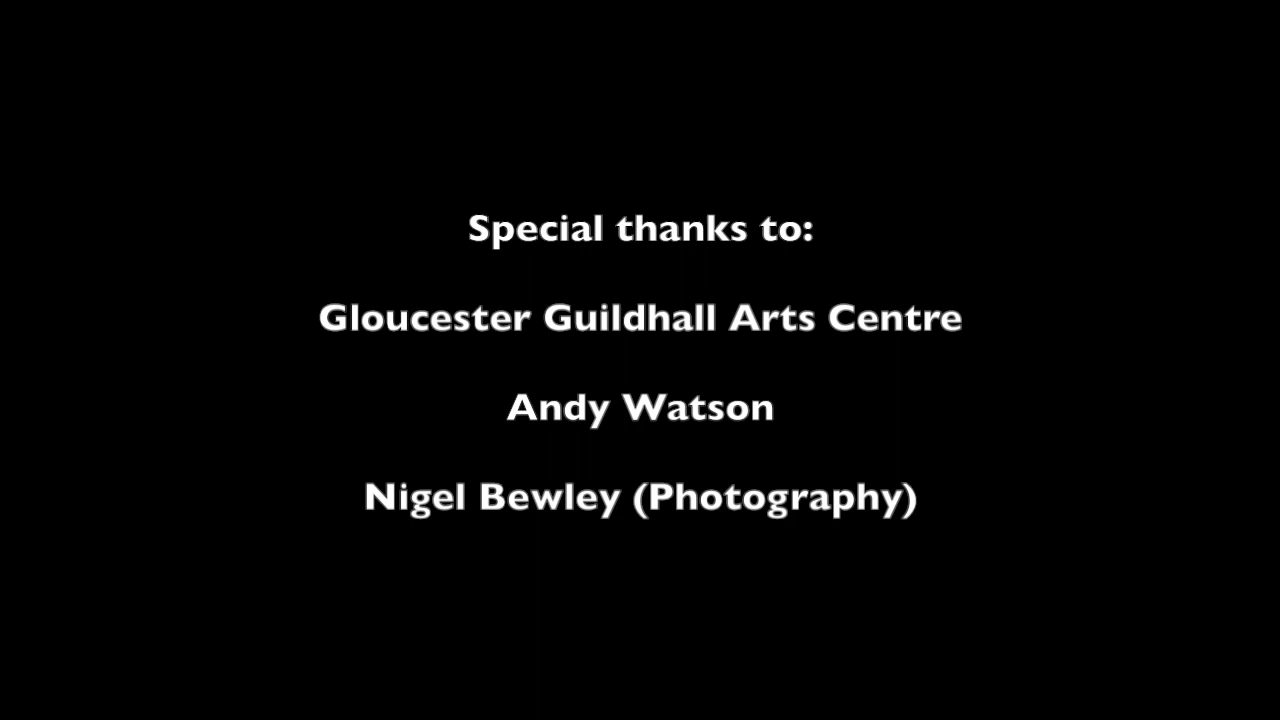 Special thanks to:
Gloucester Guildhall Arts Centre
Andy Watson
Nigel Bewley (Photography)